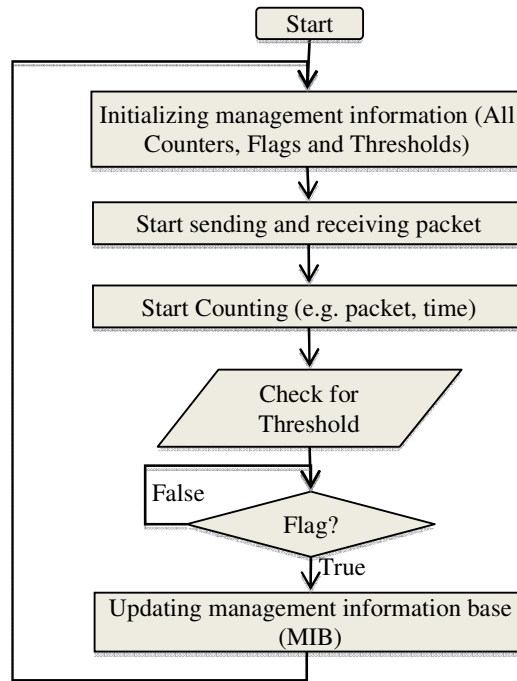 Start
Initializing management information (All
Counters, Flags and Thresholds)
Start sending and receiving packet
Start Counting (e.g. packet, time)
Check for
Threshold
False
Flag?
True
Updating management information base
(MIB)